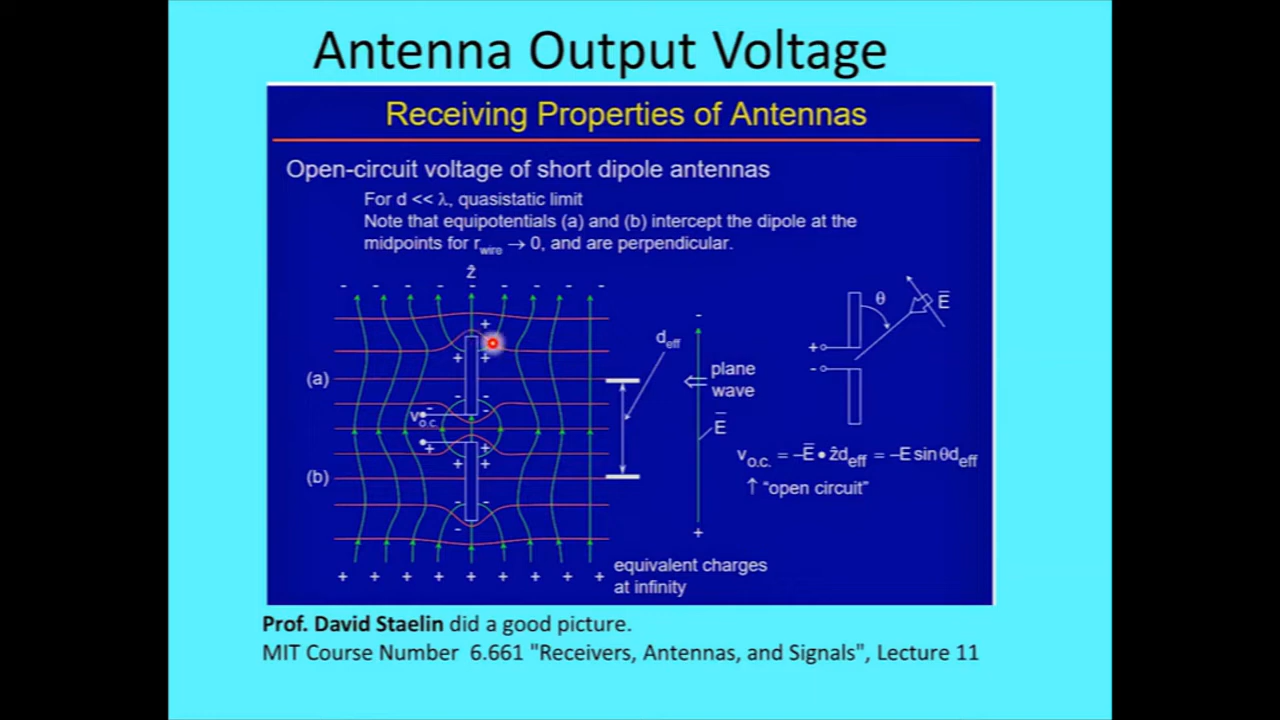 Antenna Output Voltage
Receiving Properties of Antennas
Open-circuit voltage of short dipole antennas
For d << λ, quasistatic limit
Note that equipotentials (a) and (b) intercept the dipole at the
midpoints for r_wire → 0, and are perpendicular.
ẑ
- - - - - - - - -
+
+ +
(a)
- -
v_o.c.
-
+
+ +
(b)
- -
-
+ + + + + + + + +
d_eff
-
plane
wave
E̅
+
equivalent charges
at infinity
θ
E̅
+
-
v_o.c. = –E̅ • ẑd_eff = –E sin θd_eff
↑ "open circuit"
Prof. David Staelin did a good picture.
MIT Course Number 6.661 "Receivers, Antennas, and Signals", Lecture 11